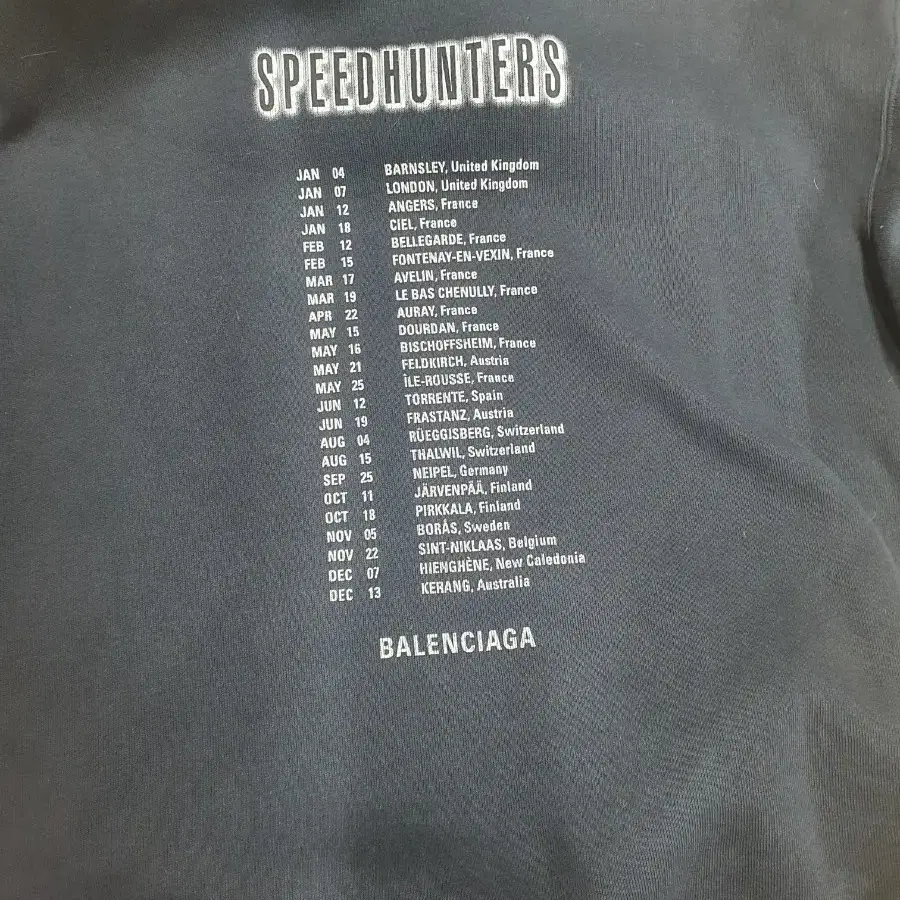 SPEEDHUNTERS
JAN 04 BARNSLEY, United Kingdom
JAN 07 LONDON, United Kingdom
JAN 12 ANGERS, France
JAN 18 CIEL, France
FEB 12 BELLEGARDE, France
FEB 15 FONTENAY-EN-VEXIN, France
MAR 17 AVELIN, France
MAR 19 LE BAS CHENULLY, France
APR 22 AURAY, France
MAY 15 DOURDAN, France
MAY 16 BISCHOFFSHEIM, France
MAY 21 FELDKIRCH, Austria
MAY 25 ÎLE-ROUSSE, France
JUN 12 TORRENTE, Spain
JUN 19 FRASTANZ, Austria
AUG 04 RÜEGGISBERG, Switzerland
AUG 15 THALWIL, Switzerland
SEP 25 NEIPEL, Germany
OCT 11 JÄRVENPÄÄ, Finland
OCT 18 PIRKKALA, Finland
NOV 05 BORÅS, Sweden
NOV 22 SINT-NIKLAAS, Belgium
DEC 07 HIENGHÈNE, New Caledonia
DEC 13 KERANG, Australia
BALENCIAGA